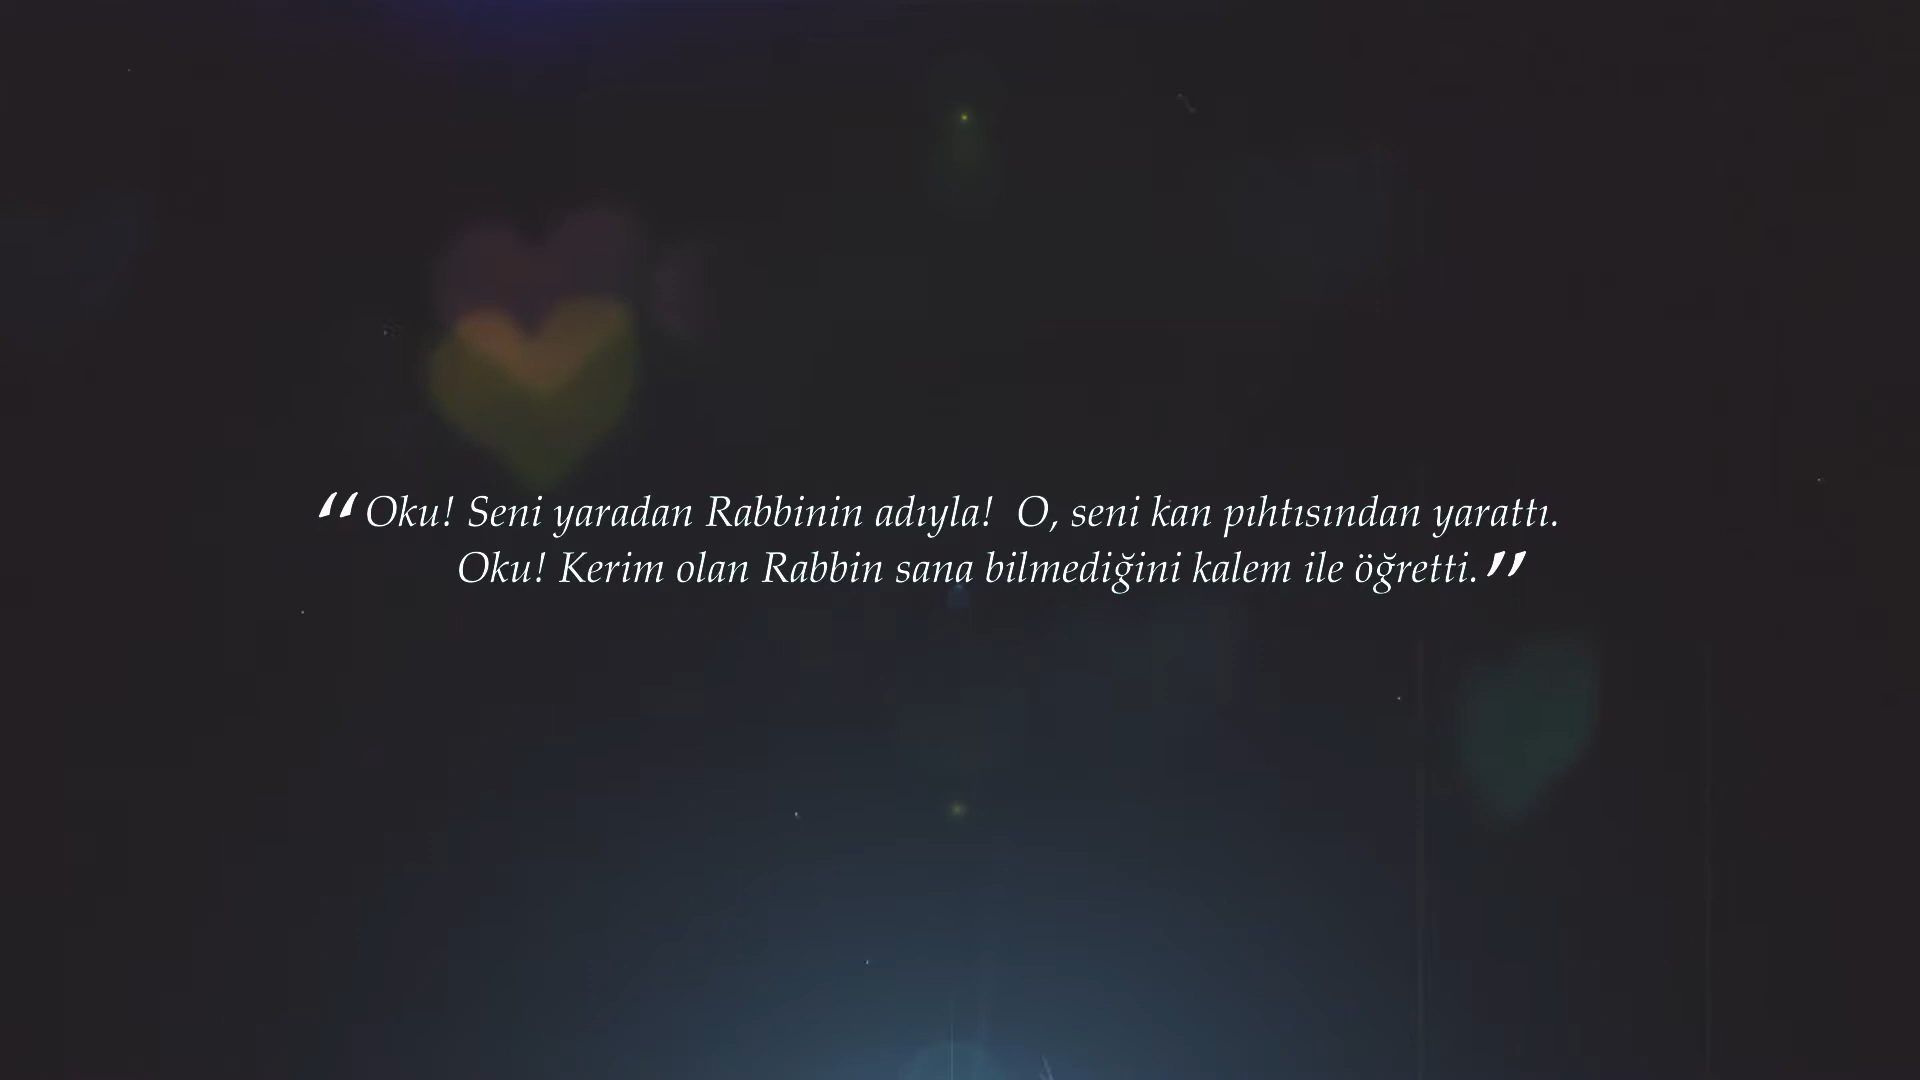 “Oku! Seni yaradan Rabbinin adıyla!  O, seni kan pıhtısından yarattı.
Oku! Kerim olan Rabbin sana bilmediğini kalem ile öğretti.”